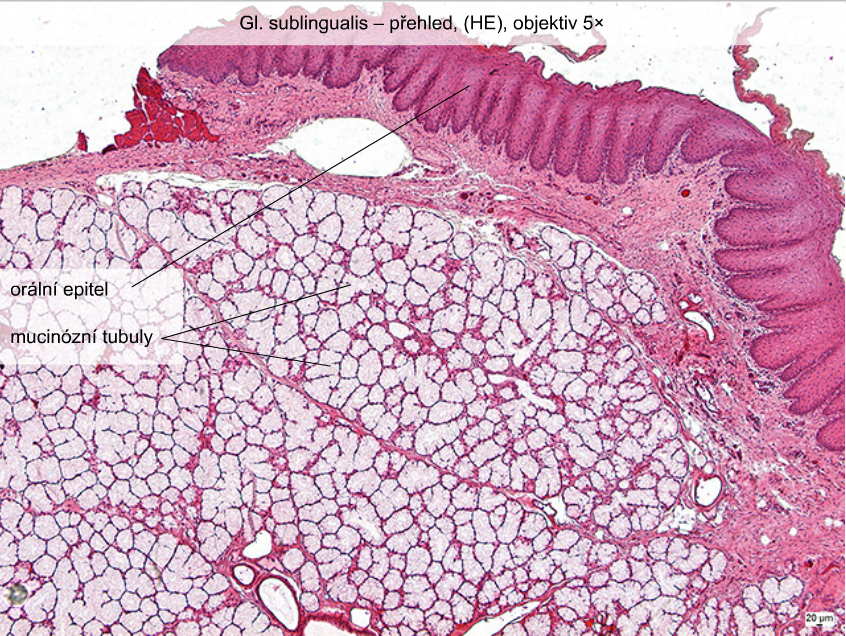 Gl. sublingualis – přehled, (HE), objektiv 5×
orální epitel
mucinózní tubuly
20 µm